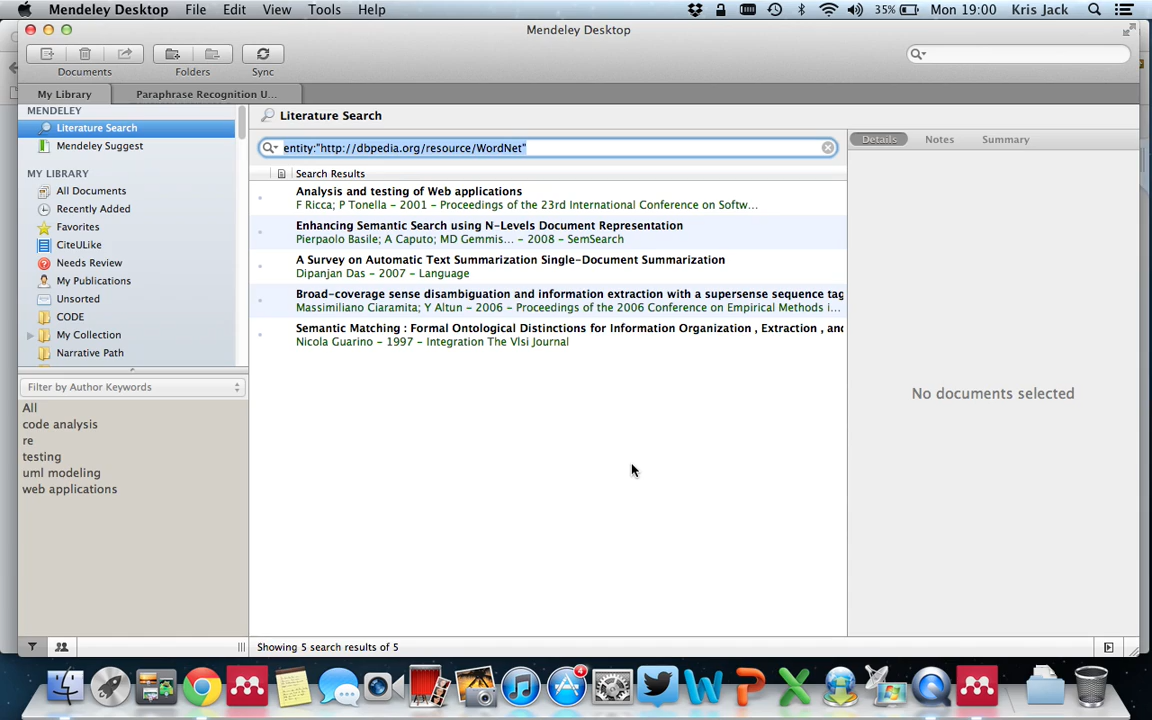 Mendeley Desktop File Edit View Tools Help 35% Mon 19:00 Kris Jack
Mendeley Desktop
Documents Folders Sync
My Library Paraphrase Recognition U...
MENDELEY
Literature Search
Mendeley Suggest
MY LIBRARY
All Documents
Recently Added
Favorites
CiteULike
Needs Review
My Publications
Unsorted
CODE
My Collection
Narrative Path
Filter by Author Keywords
All
code analysis
re
testing
uml modeling
web applications
Literature Search
entity:"http://dbpedia.org/resource/WordNet"
Search Results
Analysis and testing of Web applications
F Ricca; P Tonella - 2001 - Proceedings of the 23rd International Conference on Softw...
Enhancing Semantic Search using N-Levels Document Representation
Pierpaolo Basile; A Caputo; MD Gemmis... - 2008 - SemSearch
A Survey on Automatic Text Summarization Single-Document Summarization
Dipanjan Das - 2007 - Language
Broad-coverage sense disambiguation and information extraction with a supersense sequence tag
Massimiliano Ciaramita; Y Altun - 2006 - Proceedings of the 2006 Conference on Empirical Methods i...
Semantic Matching : Formal Ontological Distinctions for Information Organization , Extraction , and
Nicola Guarino - 1997 - Integration The Vlsi Journal
Showing 5 search results of 5
Details Notes Summary
No documents selected
4